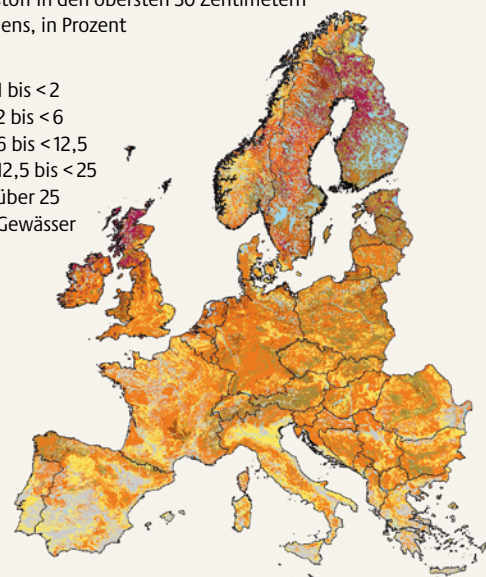 stoff in den obersten 30 Zentimetern
ens, in Prozent
1 bis < 2
2 bis < 6
6 bis < 12,5
12,5 bis < 25
über 25
Gewässer